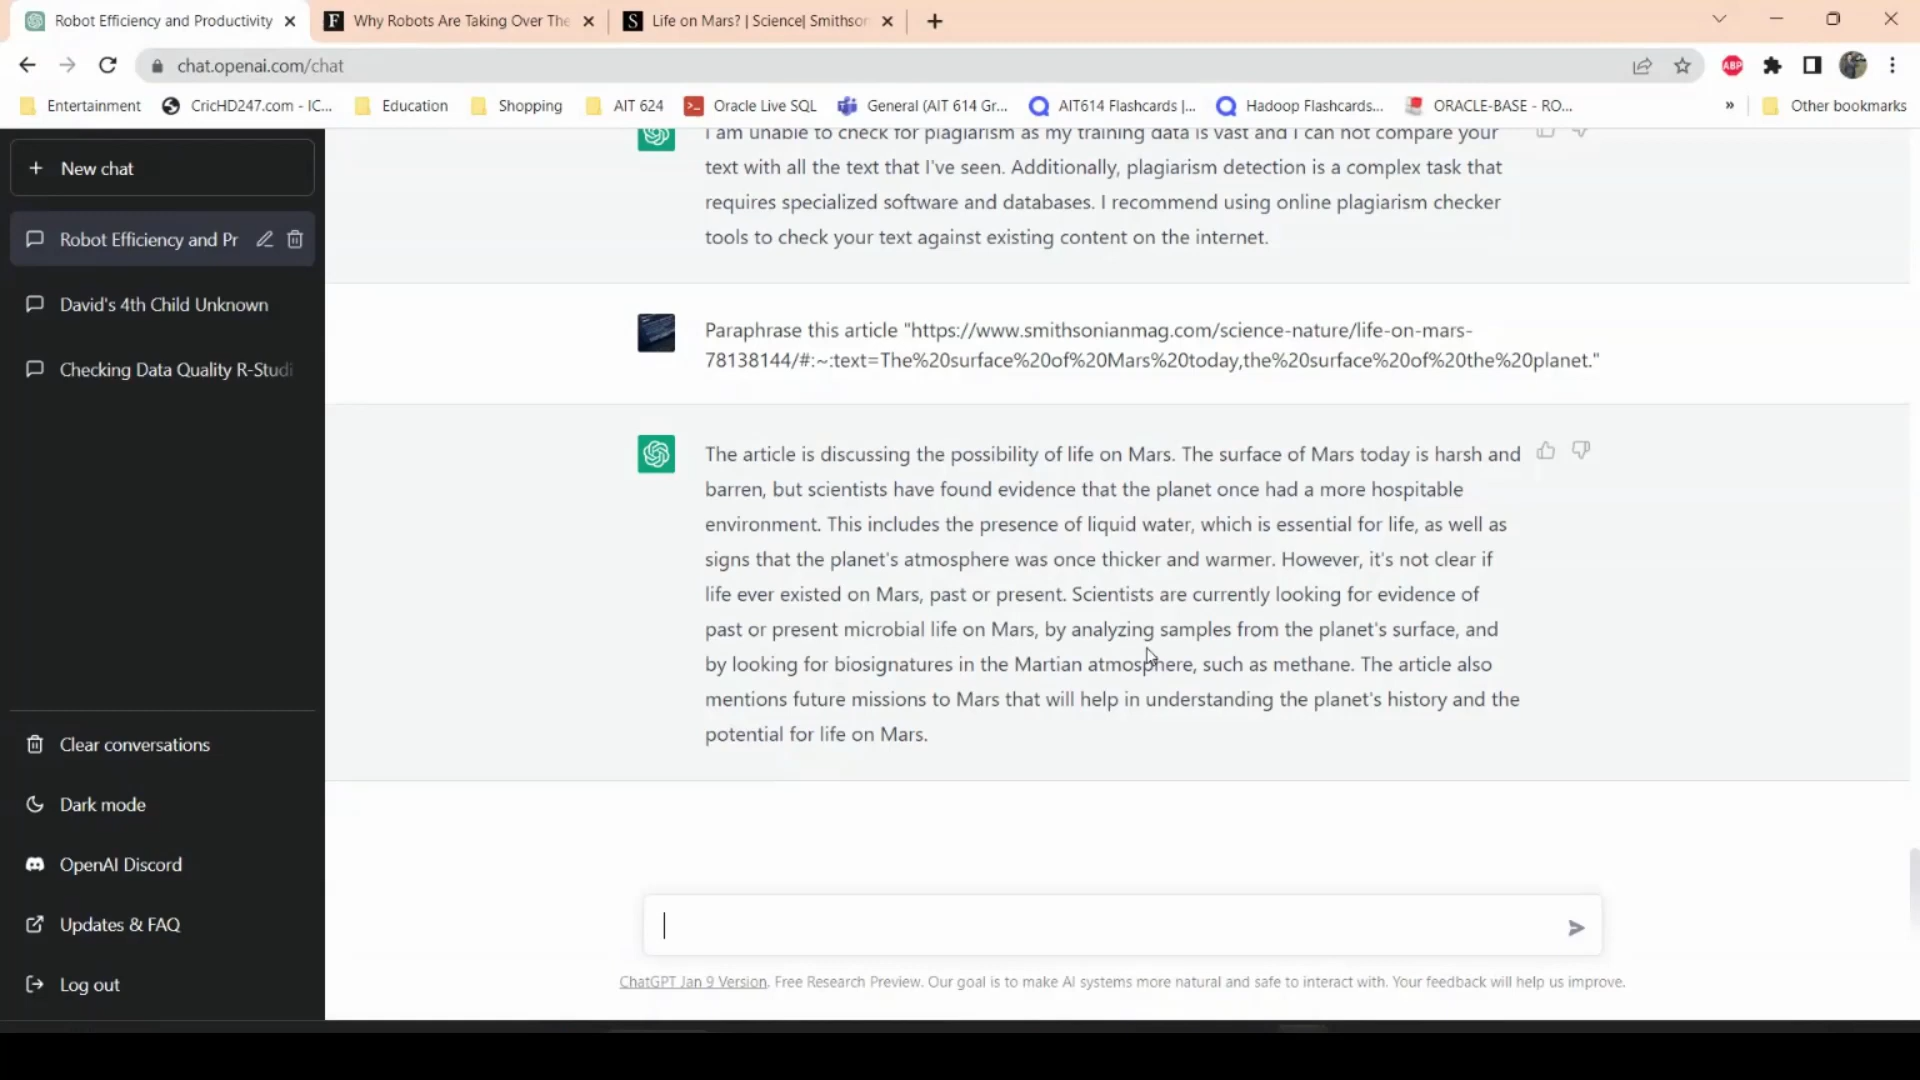 Robot Efficiency and Productivity
Why Robots Are Taking Over The
Life on Mars? | Science| Smithson
chat.openai.com/chat
ABP
Entertainment
CricHD247.com - IC...
Education
Shopping
AIT 624
Oracle Live SQL
General (AIT 614 Gr...
AIT614 Flashcards |...
Hadoop Flashcards...
ORACLE-BASE - RO...
»
Other bookmarks
New chat
Robot Efficiency and Pr
David's 4th Child Unknown
Checking Data Quality R-Studi
Clear conversations
Dark mode
OpenAI Discord
Updates & FAQ
Log out
I am unable to check for plagiarism as my training data is vast and I can not compare your
text with all the text that I've seen. Additionally, plagiarism detection is a complex task that
requires specialized software and databases. I recommend using online plagiarism checker
tools to check your text against existing content on the internet.
Paraphrase this article "https://www.smithsonianmag.com/science-nature/life-on-mars-
78138144/#:~:text=The%20surface%20of%20Mars%20today,the%20surface%20of%20the%20planet."
The article is discussing the possibility of life on Mars. The surface of Mars today is harsh and
barren, but scientists have found evidence that the planet once had a more hospitable
environment. This includes the presence of liquid water, which is essential for life, as well as
signs that the planet's atmosphere was once thicker and warmer. However, it's not clear if
life ever existed on Mars, past or present. Scientists are currently looking for evidence of
past or present microbial life on Mars, by analyzing samples from the planet's surface, and
by looking for biosignatures in the Martian atmosphere, such as methane. The article also
mentions future missions to Mars that will help in understanding the planet's history and the
potential for life on Mars.
ChatGPT Jan 9 Version. Free Research Preview. Our goal is to make AI systems more natural and safe to interact with. Your feedback will help us improve.